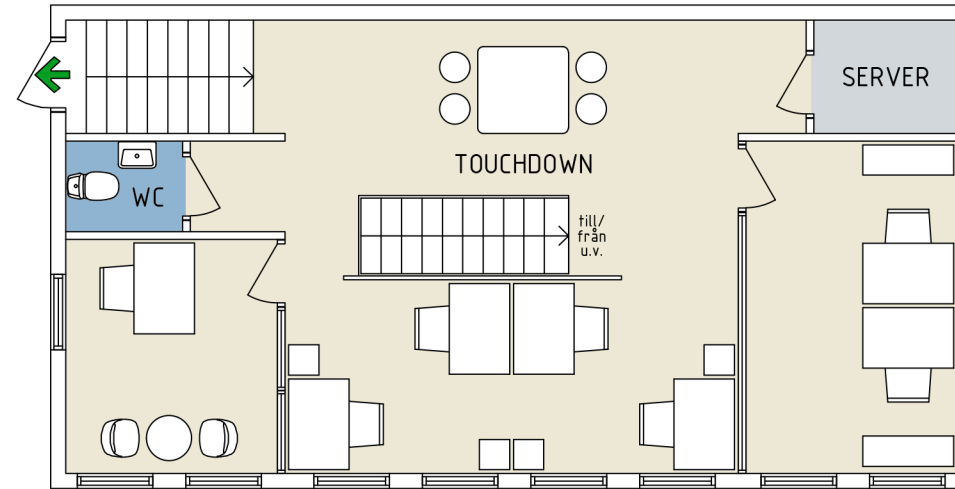 SERVER
TOUCHDOWN
WC
till/
från
u.v.